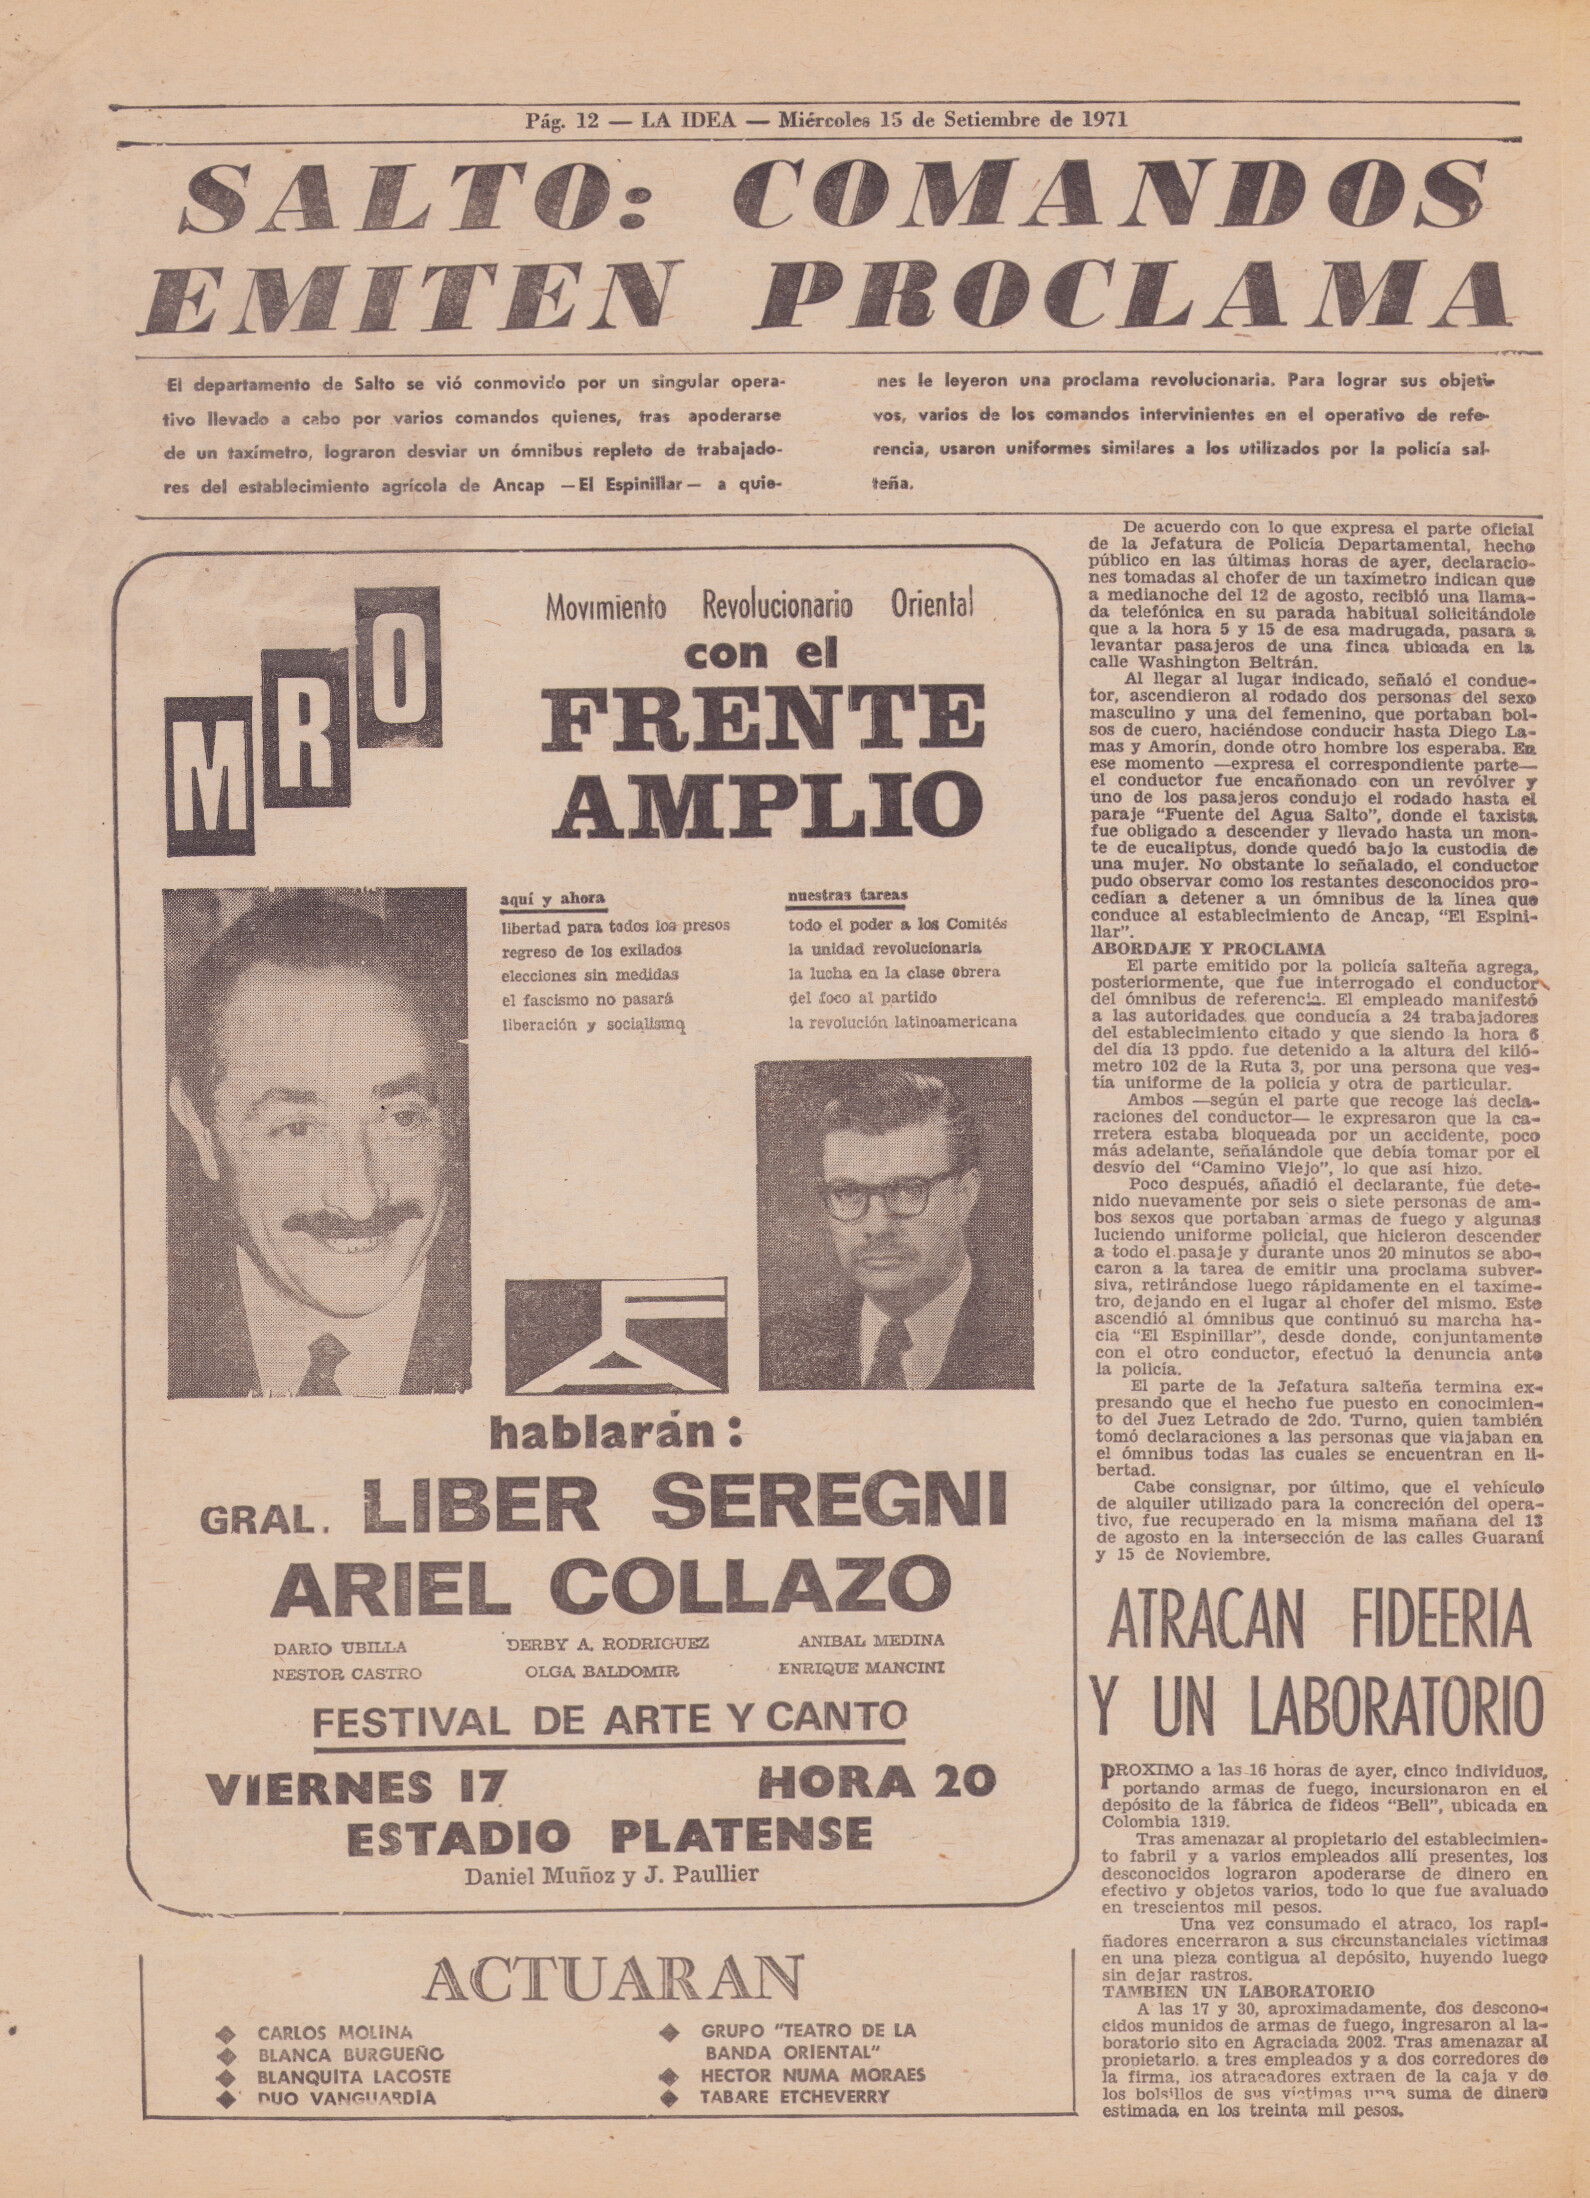 Pág. 12 — LA IDEA — Miércoles 15 de Setiembre de 1971
SALTO: COMANDOS
EMITEN PROCLAMA
El departamento de Salto se vió conmovido por un singular opera-
tivo llevado a cabo por varios comandos quienes, tras apoderarse
de un taxímetro, lograron desviar un ómnibus repleto de trabajado-
res del establecimiento agrícola de Ancap —El Espinillar— a quie-
nes le leyeron una proclama revolucionaria. Para lograr sus objeti-
vos, varios de los comandos intervinientes en el operativo de refe-
rencia, usaron uniformes similares a los utilizados por la policía sal-
teña.
MRO
Movimiento Revolucionario Oriental
con el
FRENTE
AMPLIO
aquí y ahora
libertad para todos los presos
regreso de los exilados
elecciones sin medidas
el fascismo no pasará
liberación y socialismo
nuestras tareas
todo el poder a los Comités
la unidad revolucionaria
la lucha en la clase obrera
del foco al partido
la revolución latinoamericana
FA
hablarán:
GRAL. LIBER SEREGNI
ARIEL COLLAZO
DARIO UBILLA DERBY A. RODRIGUEZ ANIBAL MEDINA
NESTOR CASTRO OLGA BALDOMIR ENRIQUE MANCINI
FESTIVAL DE ARTE Y CANTO
VIERNES 17 HORA 20
ESTADIO PLATENSE
Daniel Muñoz y J. Paullier
ACTUARAN
CARLOS MOLINA
BLANCA BURGUEÑO
BLANQUITA LACOSTE
DUO VANGUARDIA
GRUPO "TEATRO DE LA
BANDA ORIENTAL"
HECTOR NUMA MORAES
TABARE ETCHEVERRY
De acuerdo con lo que expresa el parte oficial
de la Jefatura de Policía Departamental, hecho
público en las últimas horas de ayer, declaracio-
nes tomadas al chofer de un taxímetro indican que
a medianoche del 12 de agosto, recibió una llama-
da telefónica en su parada habitual solicitándole
que a la hora 5 y 15 de esa madrugada, pasara a
levantar pasajeros de una finca ubicada en la
calle Washington Beltrán.
Al llegar al lugar indicado, señaló el conduc-
tor, ascendieron al rodado dos personas del sexo
masculino y una del femenino, que portaban bol-
sos de cuero, haciéndose conducir hasta Diego La-
mas y Amorín, donde otro hombre los esperaba. En
ese momento —expresa el correspondiente parte—
el conductor fue encañonado con un revólver y
uno de los pasajeros condujo el rodado hasta el
paraje "Fuente del Agua Salto", donde el taxista
fue obligado a descender y llevado hasta un mon-
te de eucaliptus, donde quedó bajo la custodia de
una mujer. No obstante lo señalado, el conductor
pudo observar como los restantes desconocidos pro-
cedían a detener a un ómnibus de la línea que
conduce al establecimiento de Ancap, "El Espini-
llar".
ABORDAJE Y PROCLAMA
El parte emitido por la policía salteña agrega,
posteriormente, que fue interrogado el conductor
del ómnibus de referencia. El empleado manifestó
a las autoridades que conducía a 24 trabajadores
del establecimiento citado y que siendo la hora 6
del día 13 ppdo. fue detenido a la altura del kiló-
metro 102 de la Ruta 3, por una persona que ves-
tía uniforme de la policía y otra de particular.
Ambos —según el parte que recoge las decla-
raciones del conductor— le expresaron que la ca-
rretera estaba bloqueada por un accidente, poco
más adelante, señalándole que debía tomar por el
desvío del "Camino Viejo", lo que así hizo.
Poco después, añadió el declarante, fue dete-
nido nuevamente por seis o siete personas de am-
bos sexos que portaban armas de fuego y algunas
luciendo uniforme policial, que hicieron descender
a todo el pasaje y durante unos 20 minutos se abo-
caron a la tarea de emitir una proclama subver-
siva, retirándose luego rápidamente en el taxíme-
tro, dejando en el lugar al chofer del mismo. Este
ascendió al ómnibus que continuó su marcha ha-
cia "El Espinillar", desde donde, conjuntamente
con el otro conductor, efectuó la denuncia ante
la policía.
El parte de la Jefatura salteña termina ex-
presando que el hecho fue puesto en conocimien-
to del Juez Letrado de 2do. Turno, quien también
tomó declaraciones a las personas que viajaban en
el ómnibus todas las cuales se encuentran en li-
bertad.
Cabe consignar, por último, que el vehículo
de alquiler utilizado para la concreción del opera-
tivo, fue recuperado en la misma mañana del 13
de agosto en la intersección de las calles Guaraní
y 15 de Noviembre.
ATRACAN FIDEERIA
Y UN LABORATORIO
PROXIMO a las 16 horas de ayer, cinco individuos,
portando armas de fuego, incursionaron en el
depósito de la fábrica de fideos "Bell", ubicada en
Colombia 1319.
Tras amenazar al propietario del establecimien-
to fabril y a varios empleados allí presentes, los
desconocidos lograron apoderarse de dinero en
efectivo y objetos varios, todo lo que fue avaluado
en trescientos mil pesos.
Una vez consumado el atraco, los rapi-
ñadores encerraron a sus circunstanciales víctimas
en una pieza contigua al depósito, huyendo luego
sin dejar rastros.
TAMBIEN UN LABORATORIO
A las 17 y 30, aproximadamente, dos descono-
cidos munidos de armas de fuego, ingresaron al la-
boratorio sito en Agraciada 2002. Tras amenazar al
propietario, a tres empleados y a dos corredores de
la firma, los atracadores extraen de la caja y de
los bolsillos de sus víctimas una suma de dinero
estimada en los treinta mil pesos.